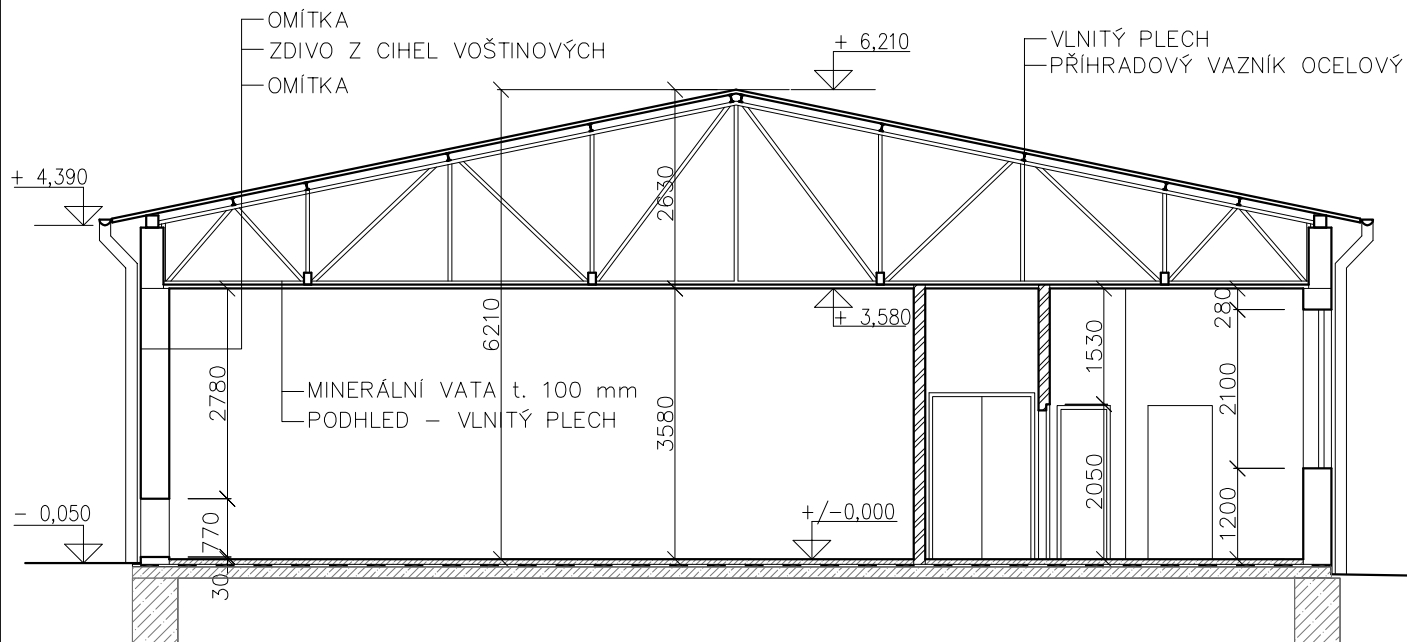 OMÍTKA
ZDIVO Z CIHEL VOŠTINOVÝCH
OMÍTKA
+ 6,210
VLNITÝ PLECH
PŘÍHRADOVÝ VAZNÍK OCELOVÝ
+ 4,390
2630
6210
+ 3,580
280
1530
2780
2100
MINERÁLNÍ VATA t. 100 mm
PODHLED – VLNITÝ PLECH
3580
2050
1200
- 0,050
770
+/-0,000
30